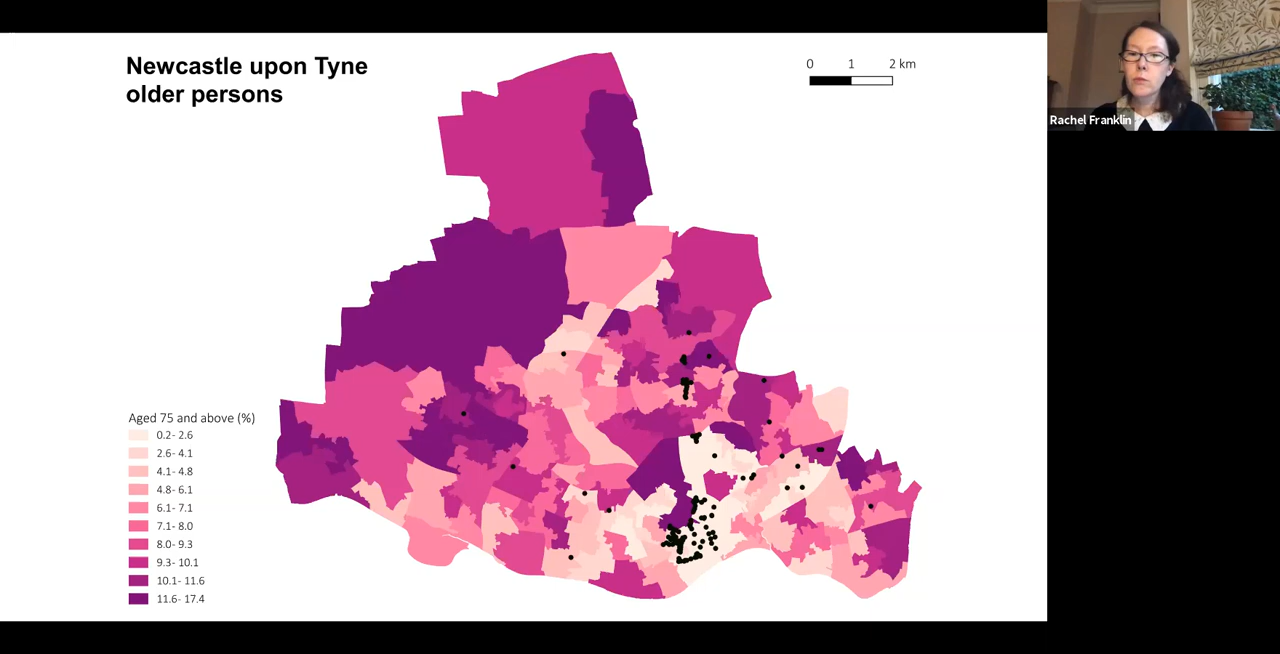 Newcastle upon Tyne
older persons
0 1 2 km
Rachel Franklin
Aged 75 and above (%)
0.2- 2.6
2.6- 4.1
4.1- 4.8
4.8- 6.1
6.1- 7.1
7.1- 8.0
8.0- 9.3
9.3- 10.1
10.1- 11.6
11.6- 17.4